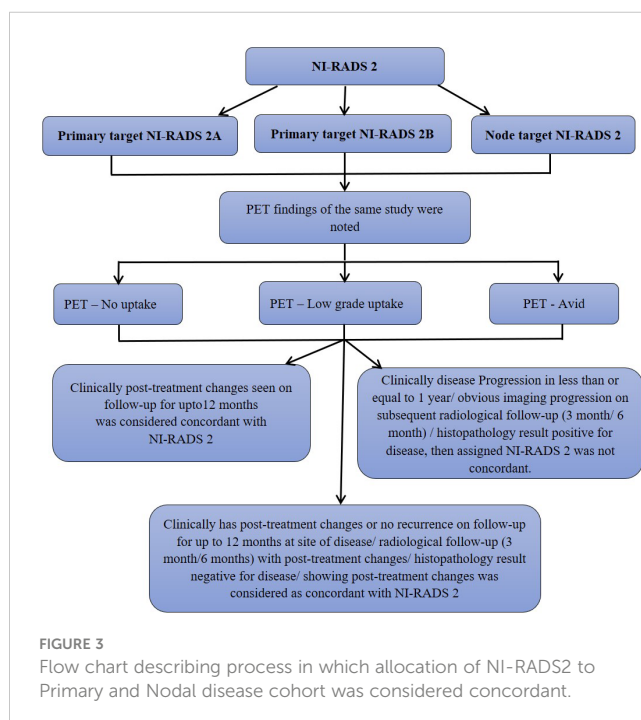 NI-RADS 2
Primary target NI-RADS 2A
Primary target NI-RADS 2B
Node target NI-RADS 2
PET findings of the same study were
noted
PET – No uptake
PET – Low grade uptake
PET - Avid
Clinically post-treatment changes seen on
follow-up for upto12 months
was considered concordant with
NI-RADS 2
Clinically disease Progression in less than or
equal to 1 year/ obvious imaging progression on
subsequent radiological follow-up (3 month/ 6
month) / histopathology result positive for
disease, then assigned NI-RADS 2 was not
concordant.
Clinically has post-treatment changes or no recurrence on follow-up
for up to 12 months at site of disease/ radiological follow-up (3
month/6 months) with post-treatment changes/ histopathology result
negative for disease/ showing post-treatment changes was
considered as concordant with NI-RADS 2
FIGURE 3
Flow chart describing process in which allocation of NI-RADS2 to
Primary and Nodal disease cohort was considered concordant.